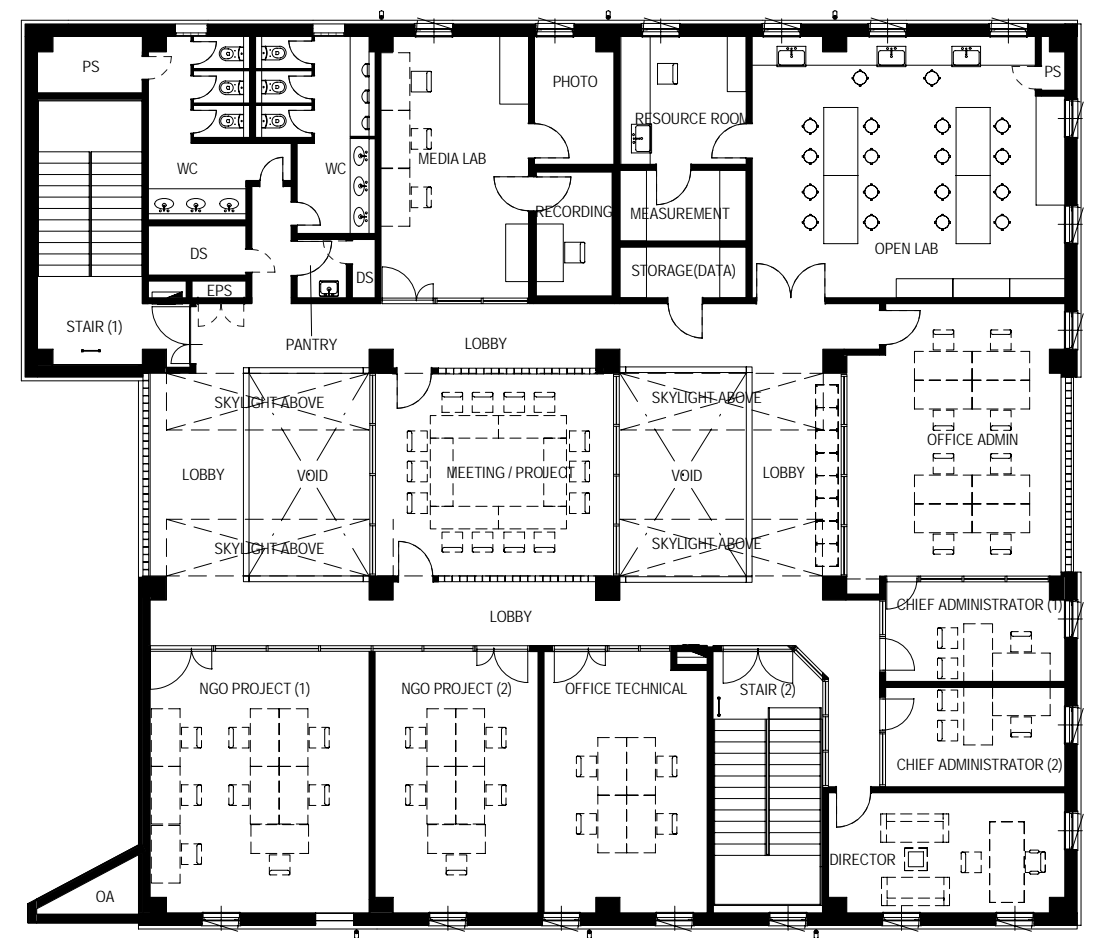 PS
PHOTO
PS
RESOURCE ROOM
WC
WC
MEDIA LAB
RECORDING
MEASUREMENT
DS
OPEN LAB
DS
STORAGE(DATA)
EPS
STAIR (1)
PANTRY
LOBBY
SKYLIGHT ABOVE
SKYLIGHT ABOVE
OFFICE ADMIN
LOBBY
VOID
MEETING / PROJECT
VOID
LOBBY
SKYLIGHT ABOVE
SKYLIGHT ABOVE
CHIEF ADMINISTRATOR (1)
LOBBY
NGO PROJECT (1)
NGO PROJECT (2)
OFFICE TECHNICAL
STAIR (2)
CHIEF ADMINISTRATOR (2)
DIRECTOR
OA